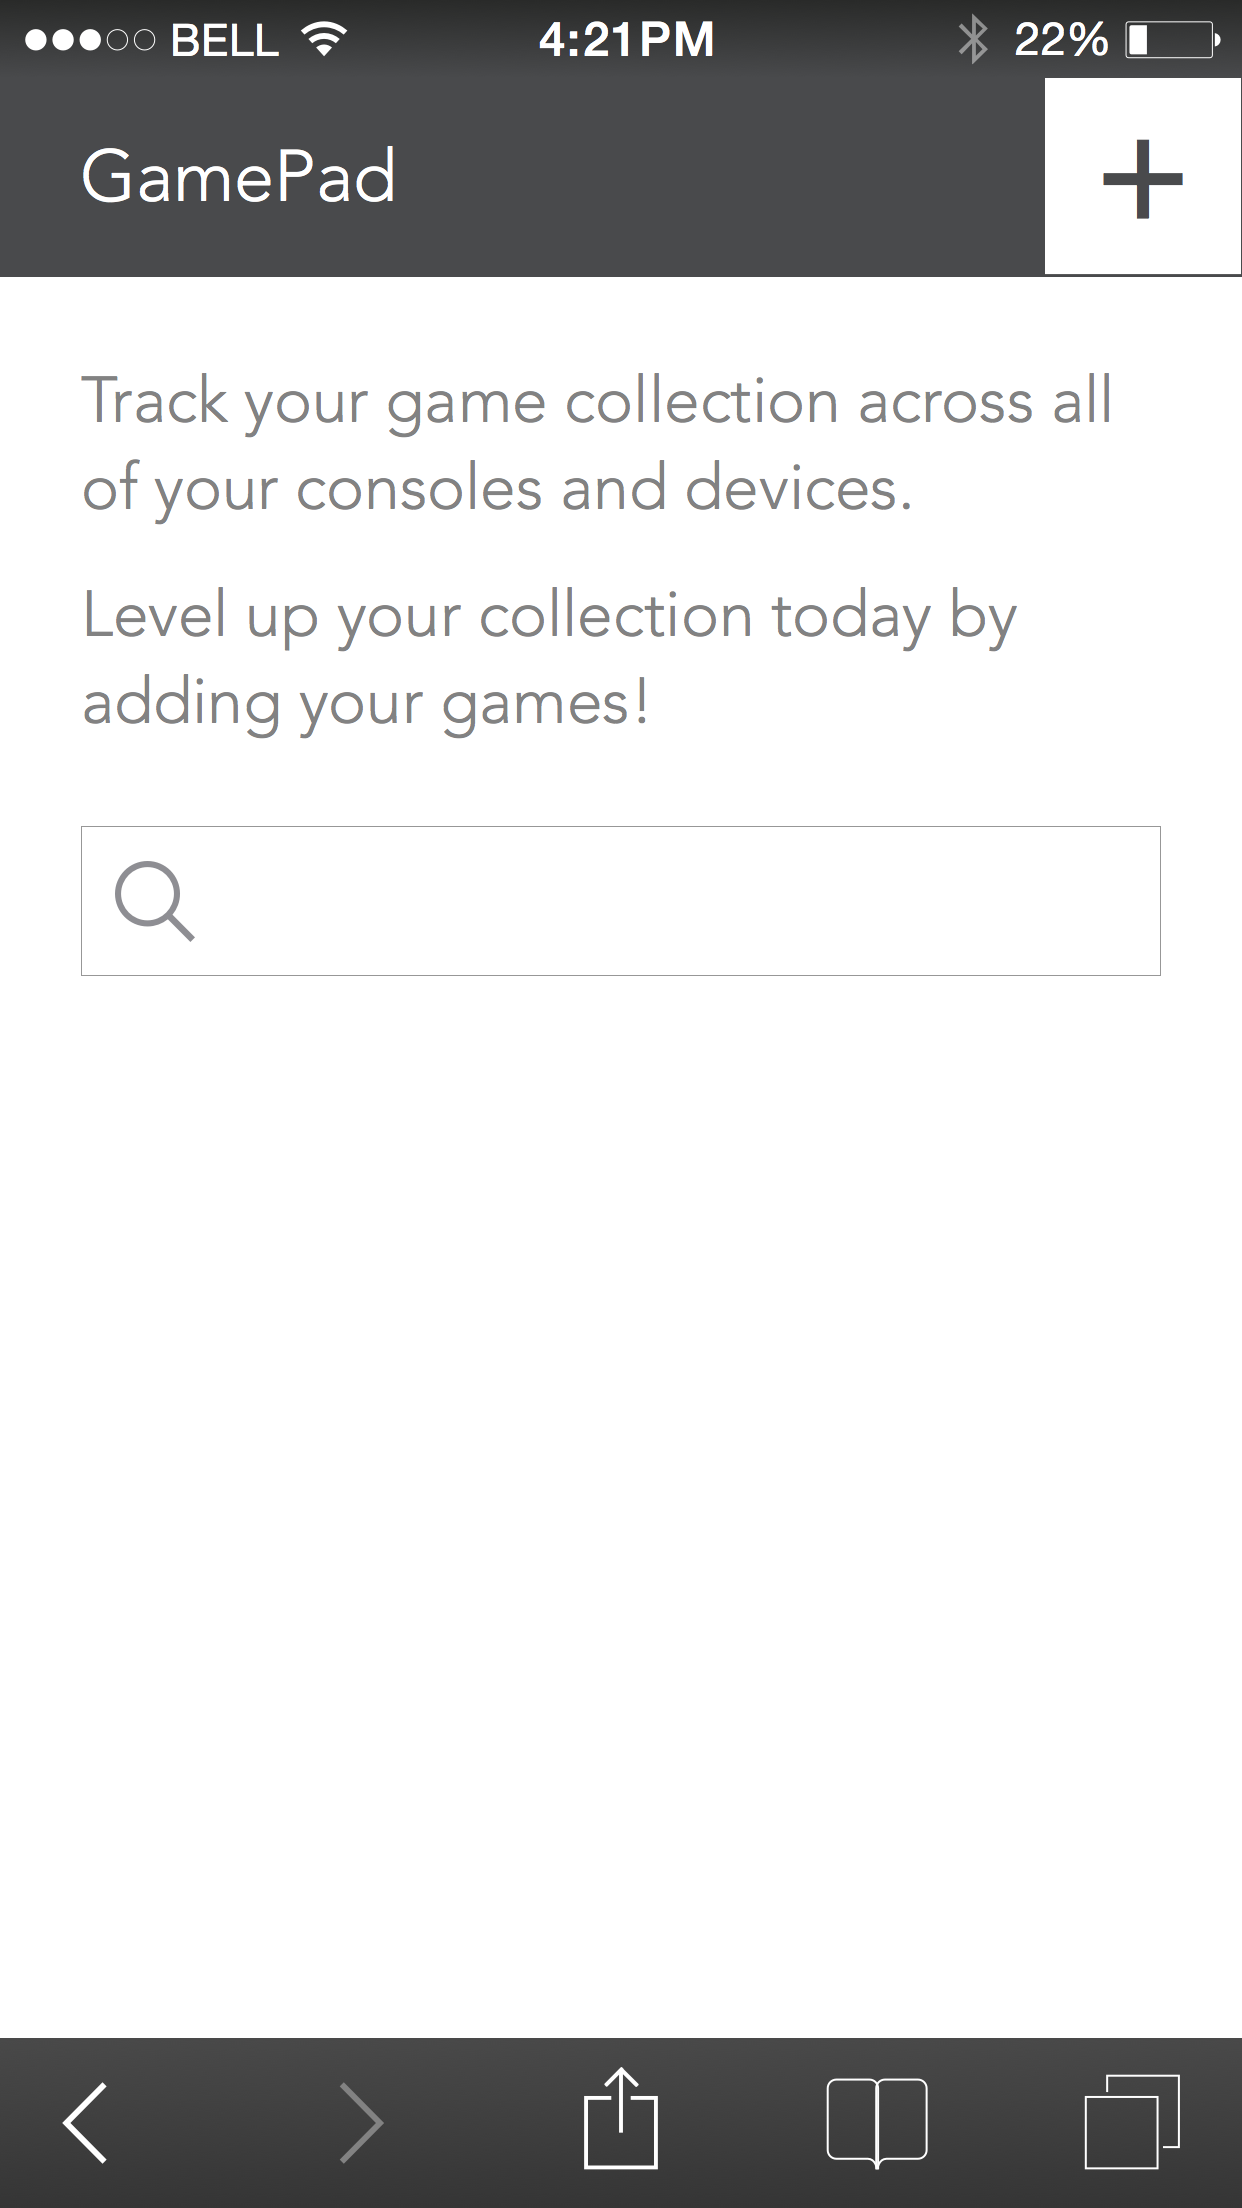 BELL 4:21PM 22%
GamePad
Track your game collection across all
of your consoles and devices.
Level up your collection today by
adding your games!